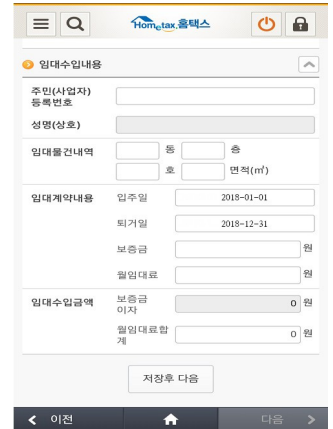 Hometax.홈택스
임대수입내용
주민(사업자)
등록번호
성명(상호)
임대물건내역 동 층
호 면적(㎡)
임대계약내용 입주일 2018-01-01
퇴거일 2018-12-31
보증금 원
월임대료 원
임대수입금액 보증금
이자 0 원
월임대료합
계 0 원
저장후 다음
이전 다음